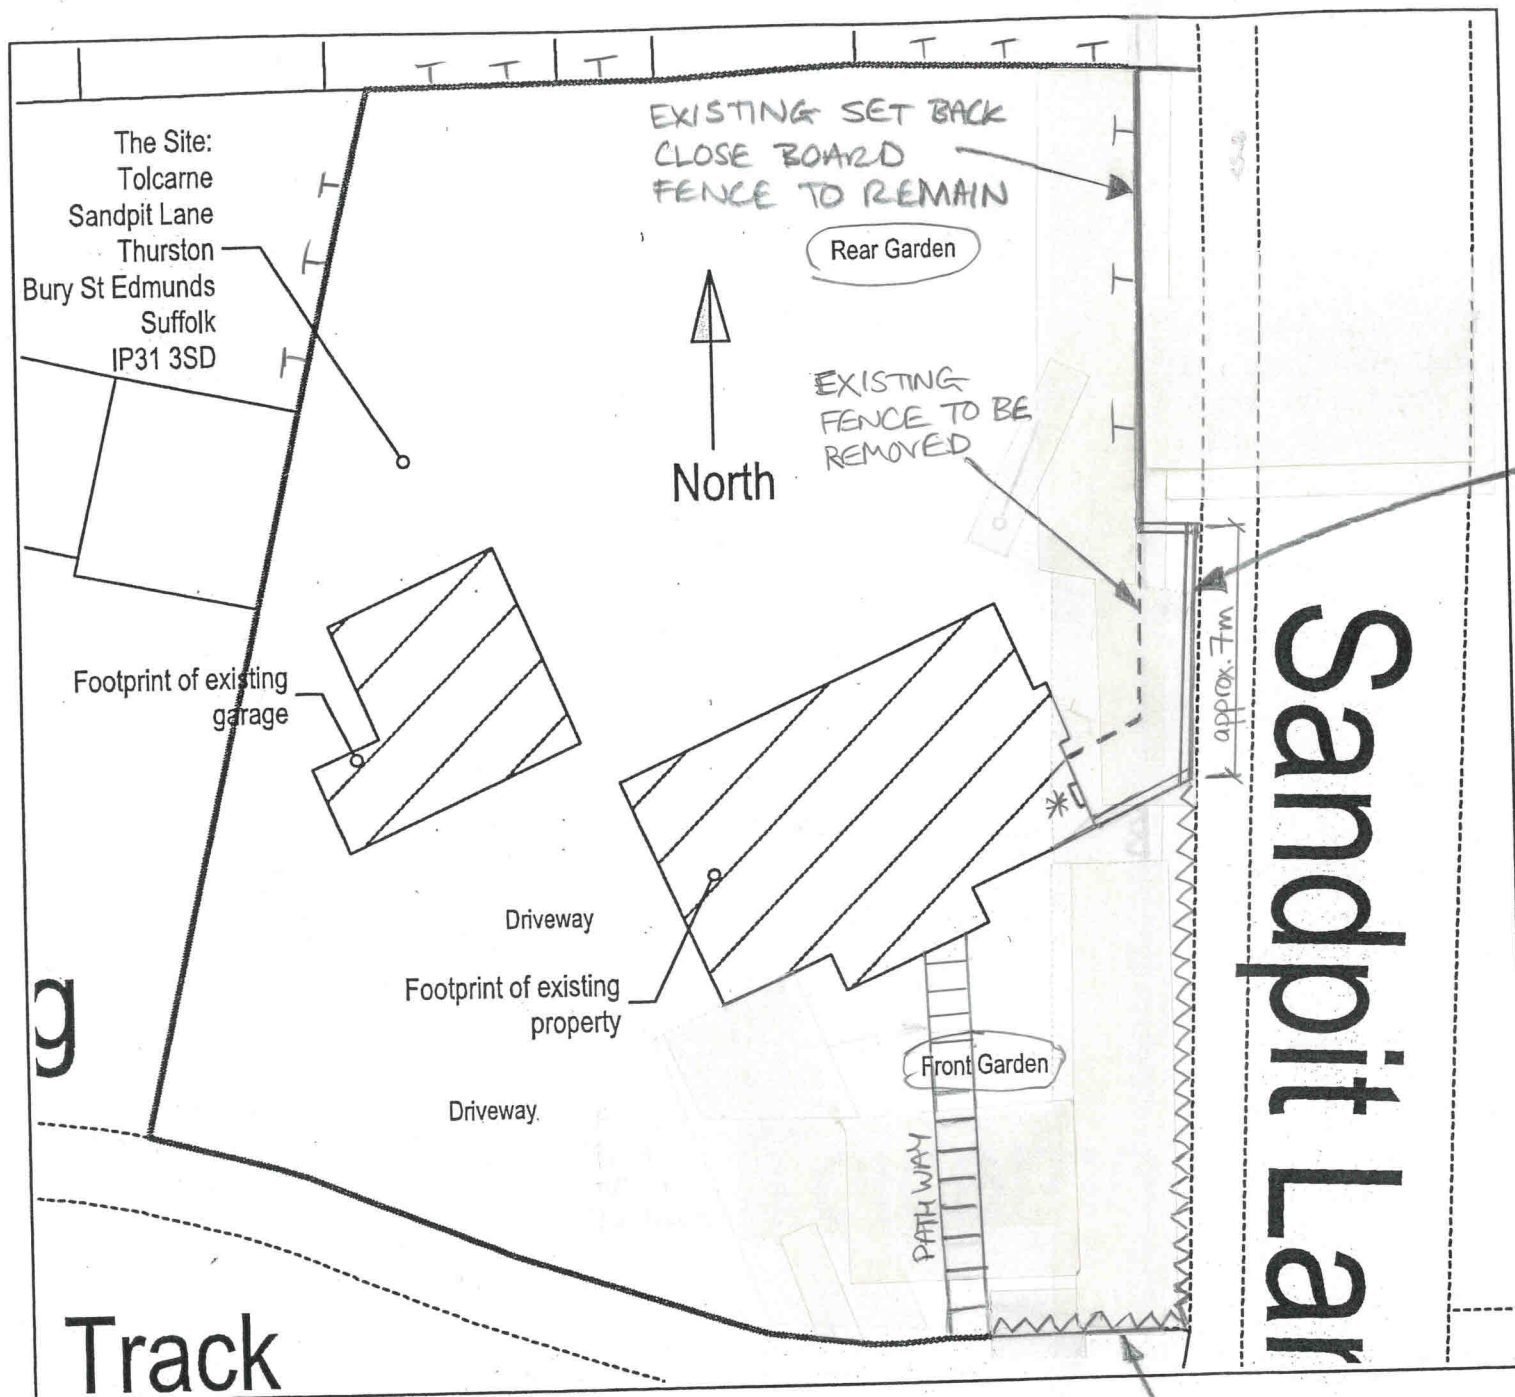 The Site:
Tolcarne
Sandpit Lane
Thurston
Bury St Edmunds
Suffolk
IP31 3SD
EXISTING SET BACK
CLOSE BOARD
FENCE TO REMAIN
Rear Garden
North
EXISTING
FENCE TO BE
REMOVED
approx. 7m
Sandpit Lan
Footprint of existing
garage
Driveway
Footprint of existing
property
Front Garden
Driveway.
PATHWAY
g
Track